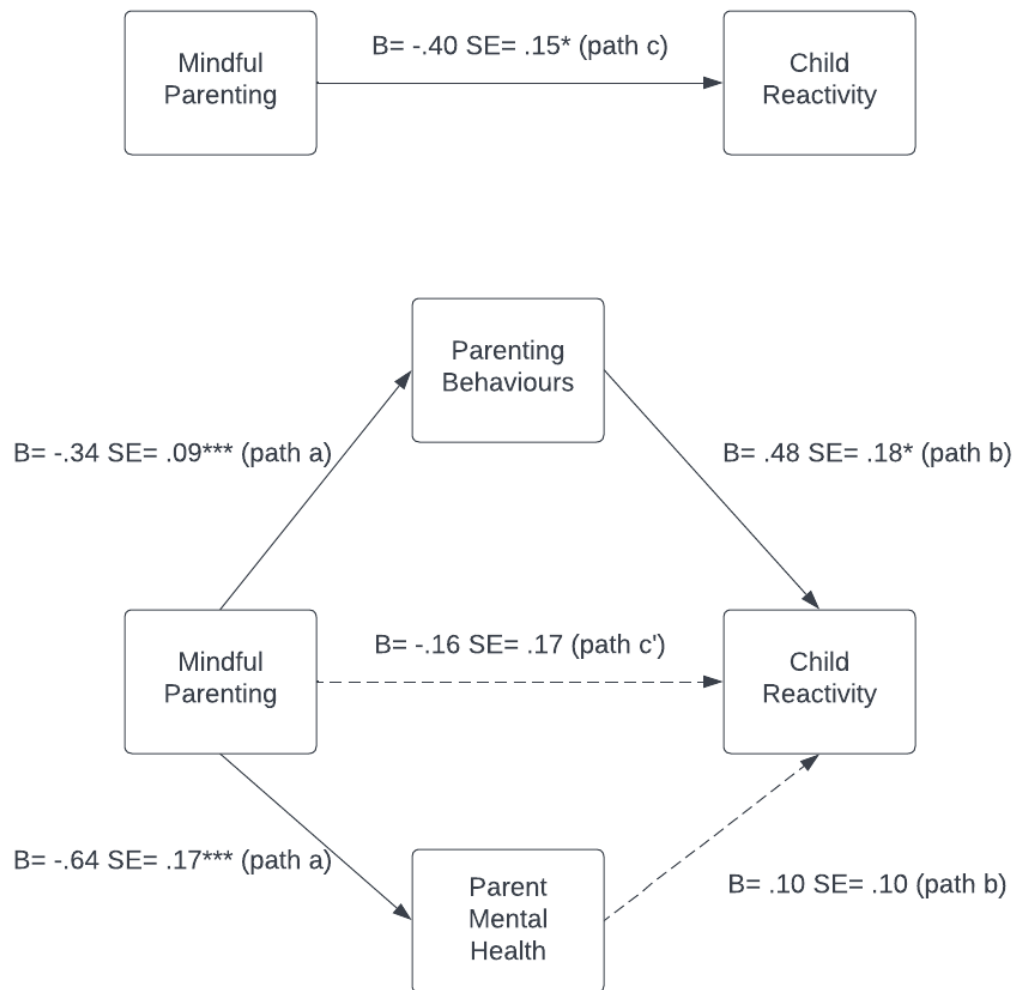 Mindful
Parenting
B= -.40 SE= .15* (path c)
Child
Reactivity
Parenting
Behaviours
B= -.34 SE= .09*** (path a)
B= .48 SE= .18* (path b)
Mindful
Parenting
B= -.16 SE= .17 (path c')
Child
Reactivity
B= -.64 SE= .17*** (path a)
Parent
Mental
Health
B= .10 SE= .10 (path b)